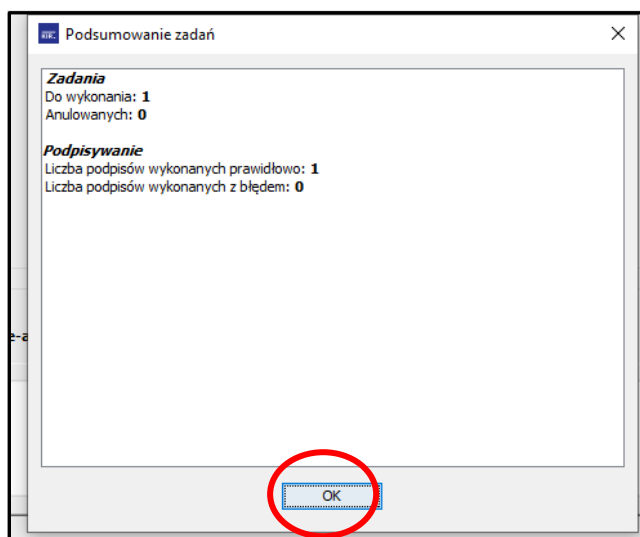 Podsumowanie zadań
Zadania
Do wykonania: 1
Anulowanych: 0
Podpisywanie
Liczba podpisów wykonanych prawidłowo: 1
Liczba podpisów wykonanych z błędem: 0
OK